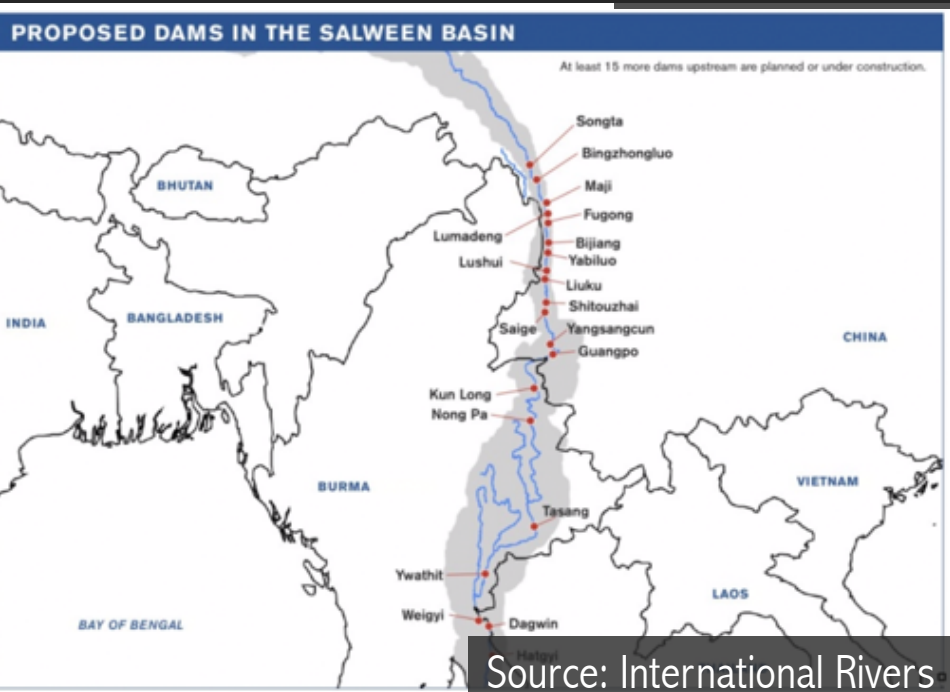 PROPOSED DAMS IN THE SALWEEN BASIN
At least 15 more dams upstream are planned or under construction.
Songta
Bingzhongluo
Maji
BHUTAN
Fugong
Lumadeng
Bijiang
Yabiluo
Lushui
Liuku
Shitouzhai
INDIA
BANGLADESH
Saige
Yangsangcun
CHINA
Guangpo
Kun Long
Nong Pa
BURMA
VIETNAM
Tasang
Ywathit
LAOS
Weigyi
Dagwin
BAY OF BENGAL
Hatgyi
Source: International Rivers